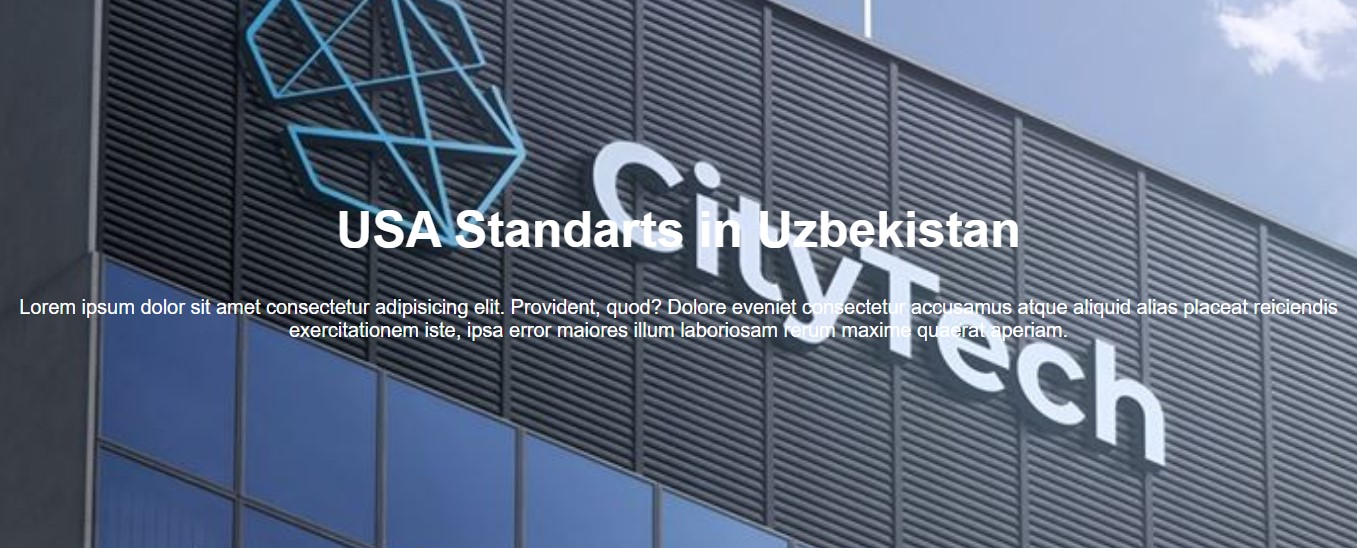 CityTech
USA Standarts in Uzbekistan
Lorem ipsum dolor sit amet consectetur adipisicing elit. Provident, quod? Dolore eveniet consectetur accusamus atque aliquid alias placeat reiciendis
exercitationem iste, ipsa error maiores illum laboriosam rerum maxime quaerat aperiam.